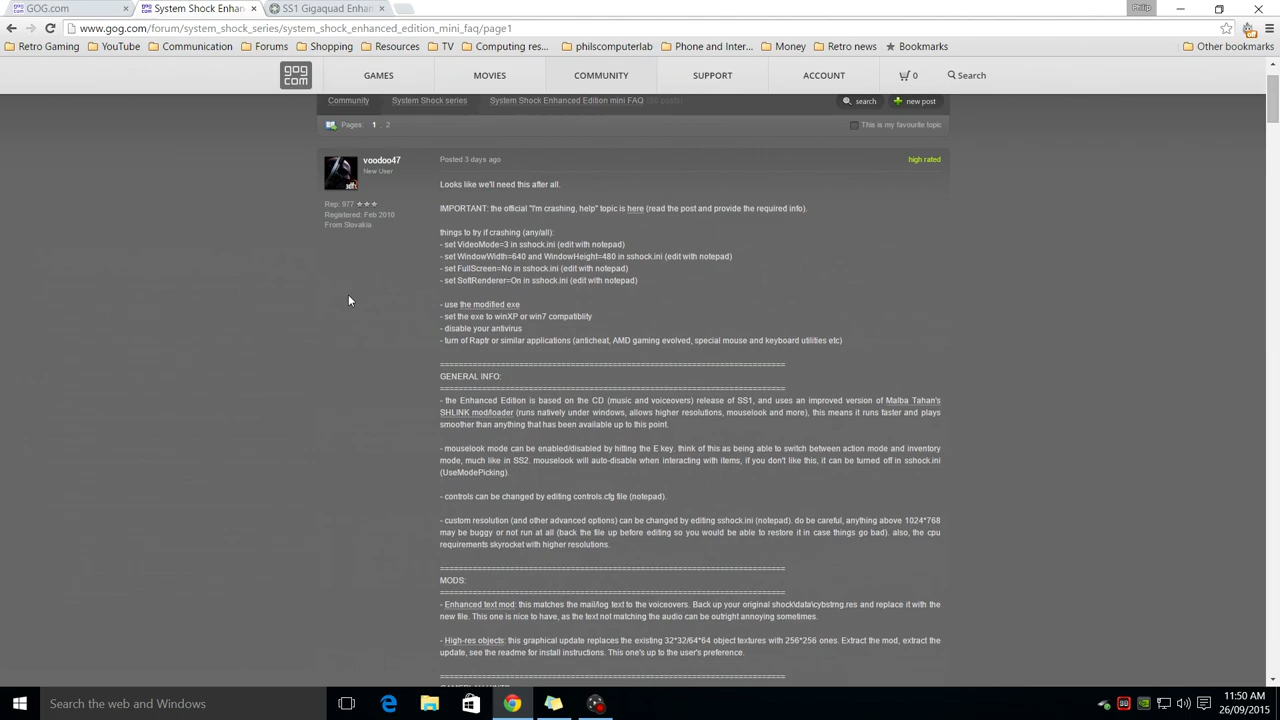 GOG.com
System Shock Enhan
SS1 Gigaquad Enhan
Philip
www.gog.com/forum/system_shock_series/system_shock_enhanced_edition_mini_faq/page1
Retro Gaming YouTube Communication Forums Shopping Resources TV Computing res... philscomputerlab Phone and Inter... Money Retro news Bookmarks Other bookmarks
gog com GAMES MOVIES COMMUNITY SUPPORT ACCOUNT 0 Search
Community System Shock series System Shock Enhanced Edition mini FAQ (36 posts) search new post
Pages: 1 , 2 This is my favourite topic
voodoo47
New User
Rep: 977
Registered: Feb 2010
From Slovakia
Posted 3 days ago high rated
Looks like we'll need this after all.
IMPORTANT: the official "I'm crashing, help" topic is here (read the post and provide the required info).
things to try if crashing (any/all):
- set VideoMode=3 in sshock.ini (edit with notepad)
- set WindowWidth=640 and WindowHeight=480 in sshock.ini (edit with notepad)
- set FullScreen=No in sshock.ini (edit with notepad)
- set SoftRenderer=On in sshock.ini (edit with notepad)
- use the modified exe
- set the exe to winXP or win7 compatiblity
- disable your antivirus
- turn of Raptr or similar applications (anticheat, AMD gaming evolved, special mouse and keyboard utilities etc)
===========================================================================
GENERAL INFO:
===========================================================================
- the Enhanced Edition is based on the CD (music and voiceovers) release of SS1, and uses an improved version of Malba Tahan's
SHLINK mod/loader (runs natively under windows, allows higher resolutions, mouselook and more), this means it runs faster and plays
smoother than anything that has been available up to this point.
- mouselook mode can be enabled/disabled by hitting the E key. think of this as being able to switch between action mode and inventory
mode, much like in SS2. mouselook will auto-disable when interacting with items, if you don't like this, it can be turned off in sshock.ini
(UseModePicking).
- controls can be changed by editing controls.cfg file (notepad).
- custom resolution (and other advanced options) can be changed by editing sshock.ini (notepad). do be careful, anything above 1024*768
may be buggy or not run at all (back the file up before editing so you would be able to restore it in case things go bad). also, the cpu
requirements skyrocket with higher resolutions.
===========================================================================
MODS:
===========================================================================
- Enhanced text mod: this matches the mail/log text to the voiceovers. Back up your original shock\data\cybstrng.res and replace it with the
new file. This one is nice to have, as the text not matching the audio can be outright annoying sometimes.
- High-res objects: this graphical update replaces the existing 32*32/64*64 object textures with 256*256 ones. Extract the mod, extract the
update, see the readme for install instructions. This one's up to the user's preference.
===========================================================================
Search the web and Windows
11:50 AM
26/09/2015